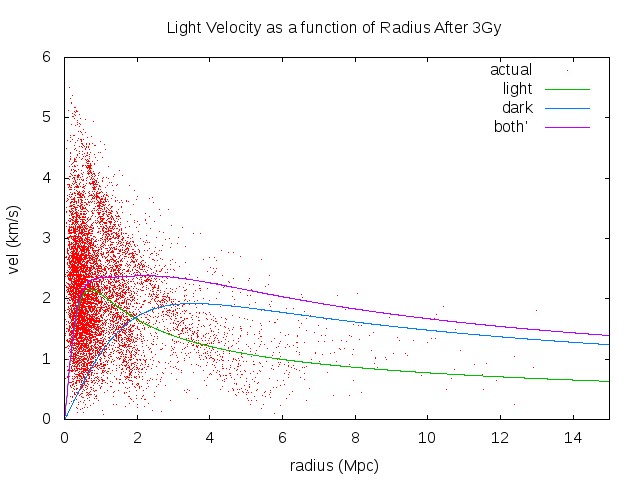 Light Velocity as a function of Radius After 3Gy
actual
light
dark
both'
6
5
4
3
2
1
0
vel (km/s)
0 2 4 6 8 10 12 14
radius (Mpc)